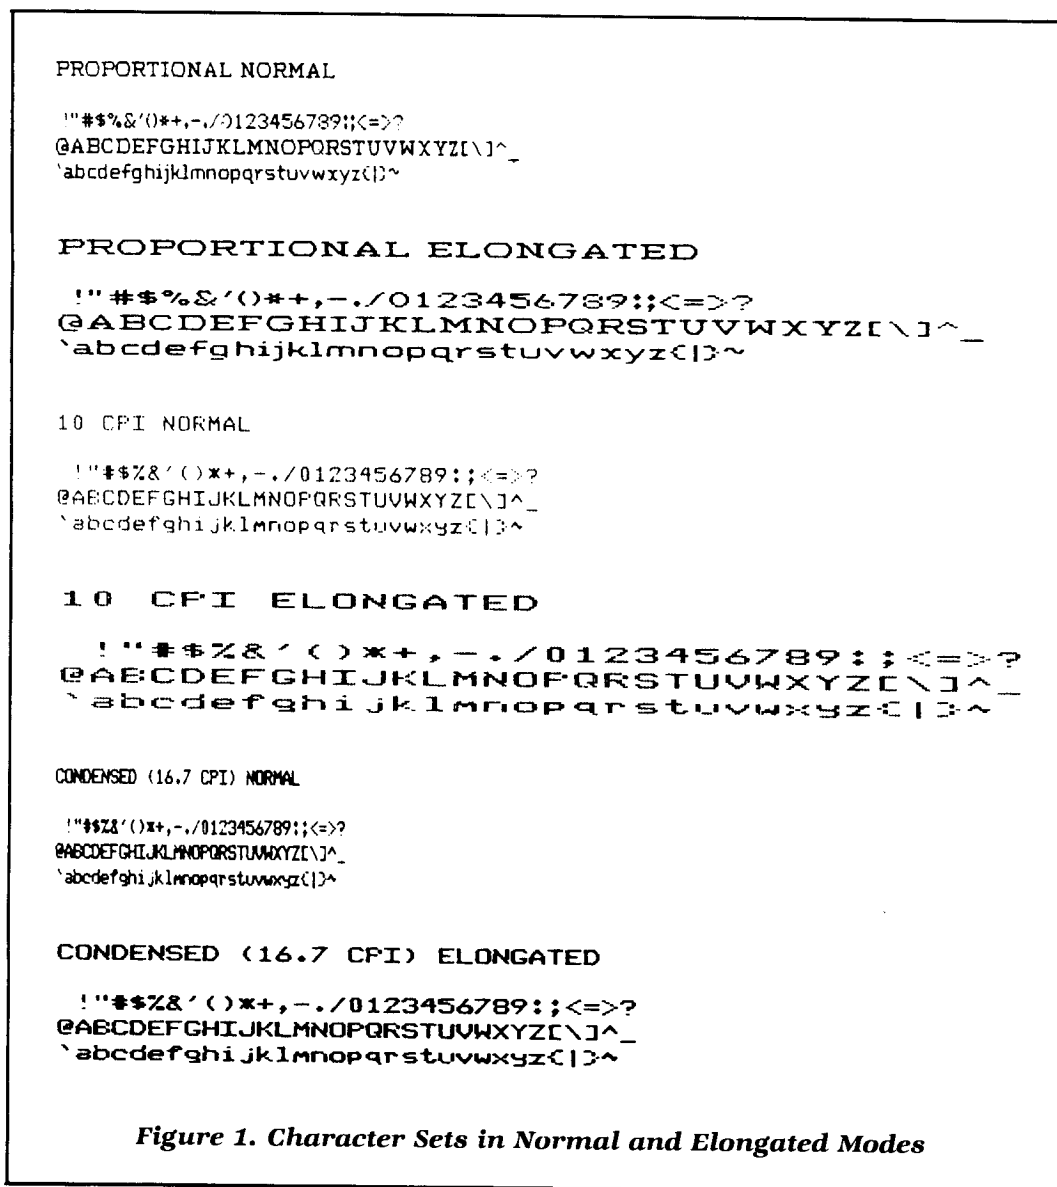 PROPORTIONAL NORMAL
!"#$%&'()*+,-./0123456789:;<=>?
@ABCDEFGHIJKLMNOPQRSTUVWXYZ[\]^_
`abcdefghijklmnopqrstuvwxyz{|}~
PROPORTIONAL ELONGATED
!"#$%&'()*+,-./0123456789:;<=>?
@ABCDEFGHIJKLMNOPQRSTUVWXYZ[\]^_
`abcdefghijklmnopqrstuvwxyz{|}~
10 CPI NORMAL
!"#$%&'()*+,-./0123456789:;<=>?
@ABCDEFGHIJKLMNOPQRSTUVWXYZ[\]^_
`abcdefghijklmnopqrstuvwxyz{|}~
10 CPI ELONGATED
!"#$%&'()*+,-./0123456789:;<=>?
@ABCDEFGHIJKLMNOPQRSTUVWXYZ[\]^_
`abcdefghijklmnopqrstuvwxyz{|}~
CONDENSED (16.7 CPI) NORMAL
!"#$%&'()*+,-./0123456789:;<=>?
@ABCDEFGHIJKLMNOPQRSTUVWXYZ[\]^_
`abcdefghijklmnopqrstuvwxyz{|}~
CONDENSED (16.7 CPI) ELONGATED
!"#$%&'()*+,-./0123456789:;<=>?
@ABCDEFGHIJKLMNOPQRSTUVWXYZ[\]^_
`abcdefghijklmnopqrstuvwxyz{|}~
Figure 1. Character Sets in Normal and Elongated Modes